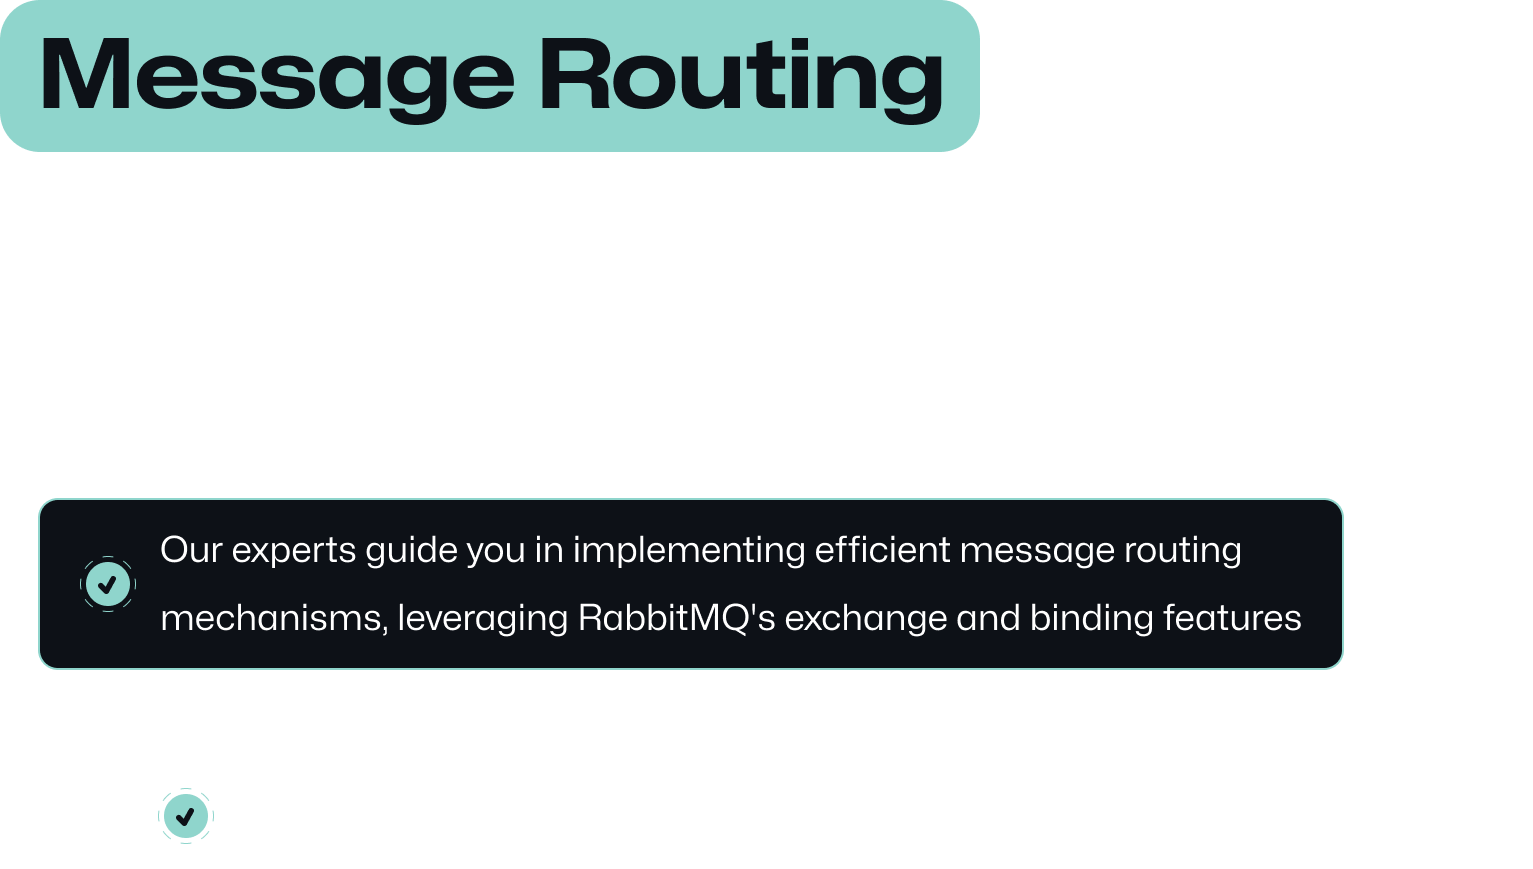 Message Routing
Our experts guide you in implementing efficient message routing
mechanisms, leveraging RabbitMQ's exchange and binding features